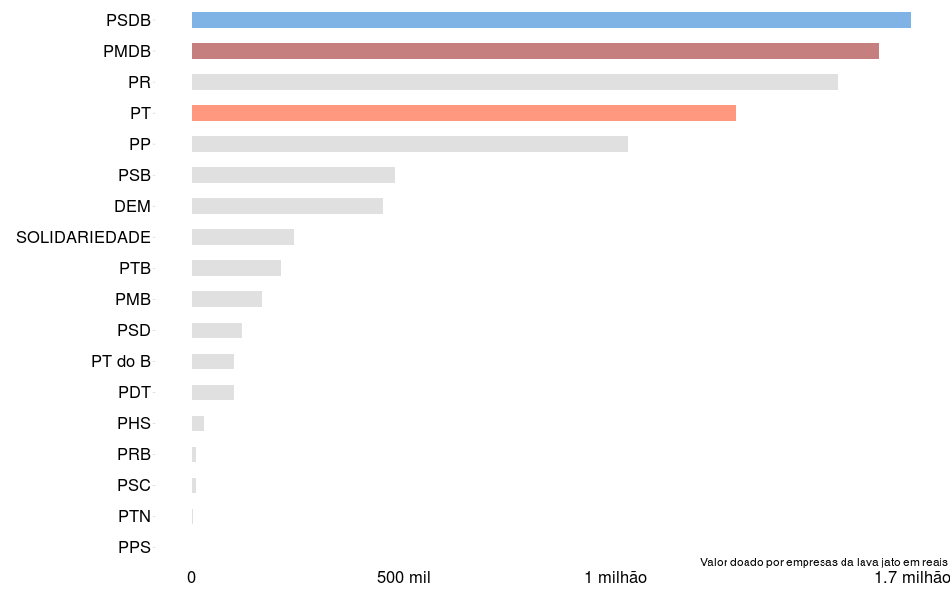 PSDB
PMDB
PR
PT
PP
PSB
DEM
SOLIDARIEDADE
PTB
PMB
PSD
PT do B
PDT
PHS
PRB
PSC
PTN
PPS
Valor doado por empresas da lava jato em reais
0 500 mil 1 milhão 1.7 milhão